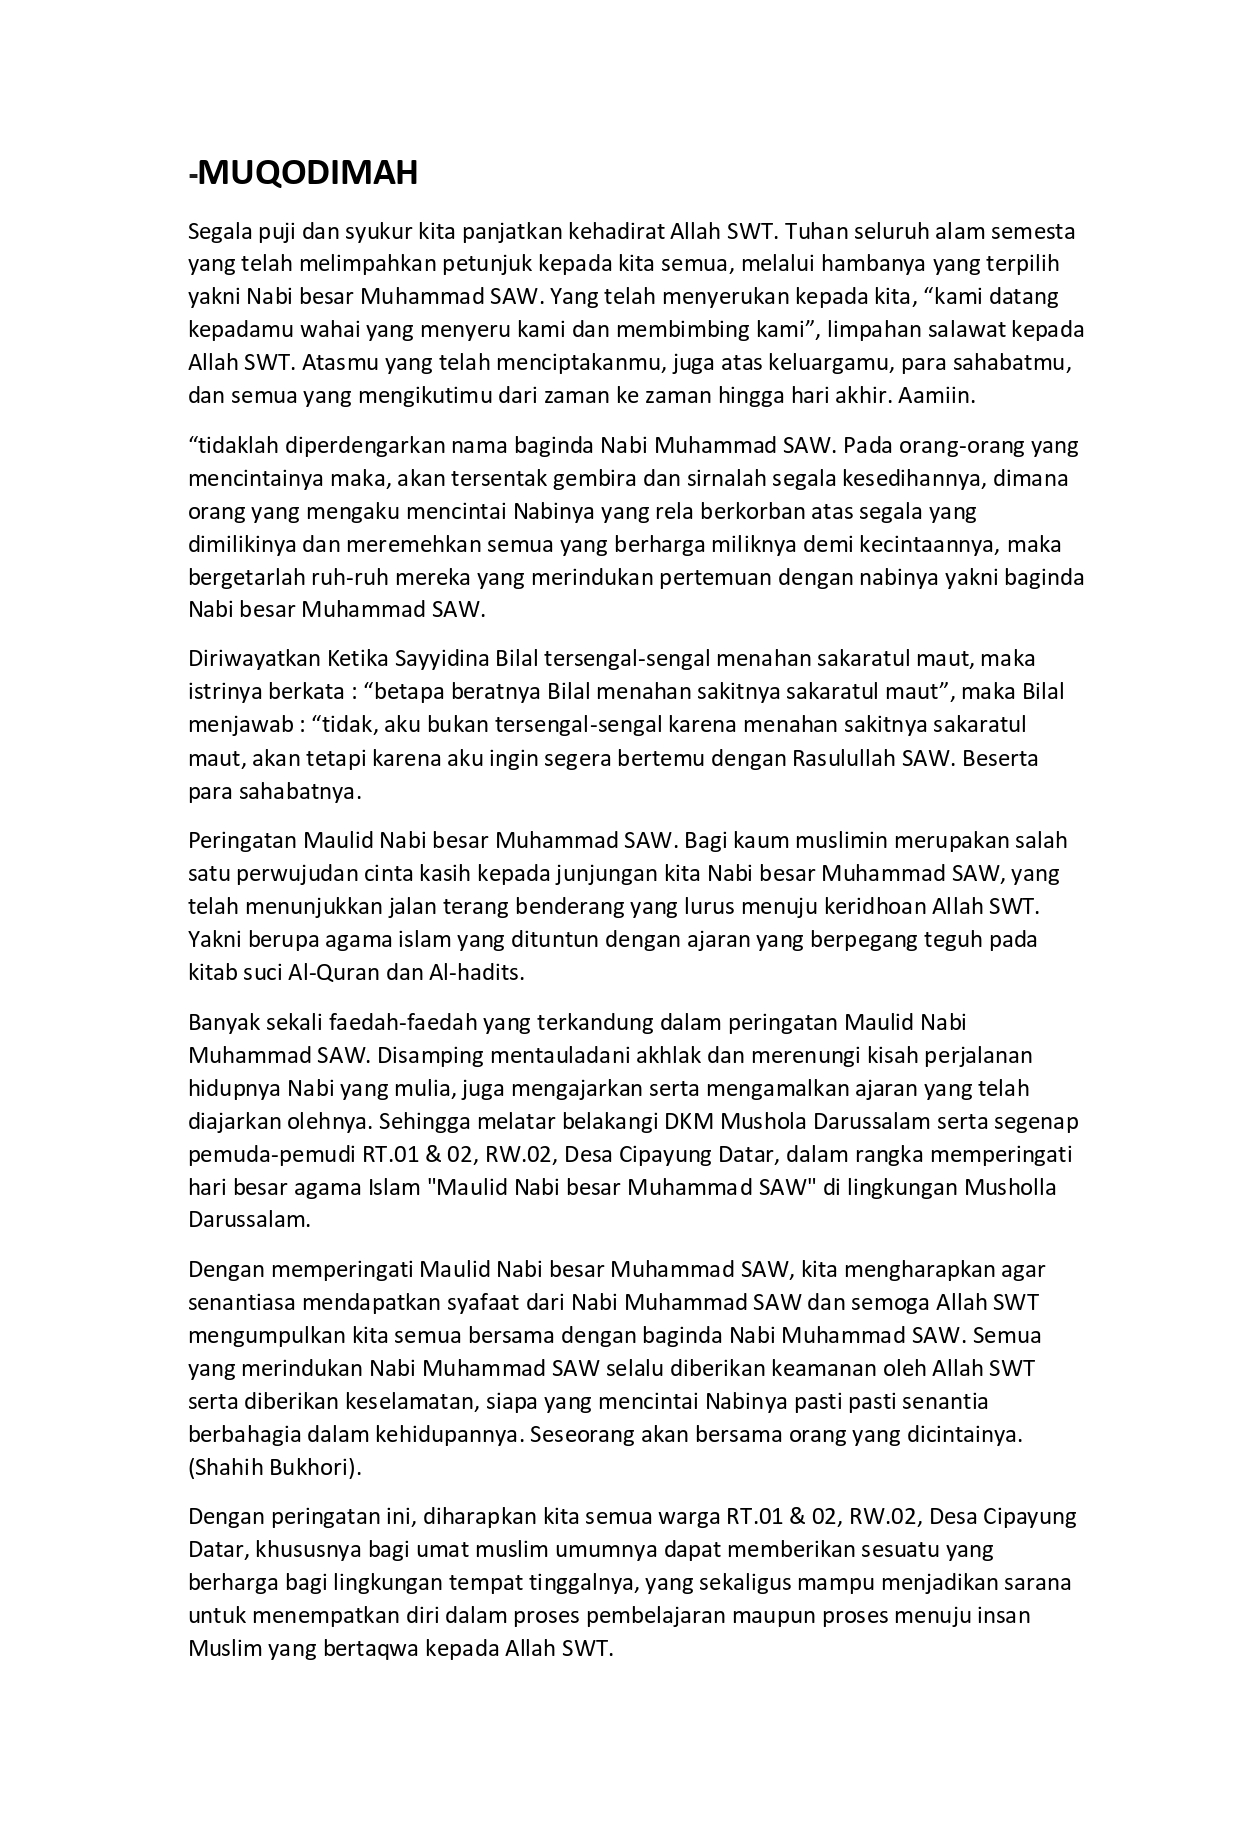 -MUQODIMAH
Segala puji dan syukur kita panjatkan kehadirat Allah SWT. Tuhan seluruh alam semesta
yang telah melimpahkan petunjuk kepada kita semua, melalui hambanya yang terpilih
yakni Nabi besar Muhammad SAW. Yang telah menyerukan kepada kita, “kami datang
kepadamu wahai yang menyeru kami dan membimbing kami”, limpahan salawat kepada
Allah SWT. Atasmu yang telah menciptakanmu, juga atas keluargamu, para sahabatmu,
dan semua yang mengikutimu dari zaman ke zaman hingga hari akhir. Aamiin.
“tidaklah diperdengarkan nama baginda Nabi Muhammad SAW. Pada orang-orang yang
mencintainya maka, akan tersentak gembira dan sirnalah segala kesedihannya, dimana
orang yang mengaku mencintai Nabinya yang rela berkorban atas segala yang
dimilikinya dan meremehkan semua yang berharga miliknya demi kecintaannya, maka
bergetarlah ruh-ruh mereka yang merindukan pertemuan dengan nabinya yakni baginda
Nabi besar Muhammad SAW.
Diriwayatkan Ketika Sayyidina Bilal tersengal-sengal menahan sakaratul maut, maka
istrinya berkata : “betapa beratnya Bilal menahan sakitnya sakaratul maut”, maka Bilal
menjawab : “tidak, aku bukan tersengal-sengal karena menahan sakitnya sakaratul
maut, akan tetapi karena aku ingin segera bertemu dengan Rasulullah SAW. Beserta
para sahabatnya.
Peringatan Maulid Nabi besar Muhammad SAW. Bagi kaum muslimin merupakan salah
satu perwujudan cinta kasih kepada junjungan kita Nabi besar Muhammad SAW, yang
telah menunjukkan jalan terang benderang yang lurus menuju keridhoan Allah SWT.
Yakni berupa agama islam yang dituntun dengan ajaran yang berpegang teguh pada
kitab suci Al-Quran dan Al-hadits.
Banyak sekali faedah-faedah yang terkandung dalam peringatan Maulid Nabi
Muhammad SAW. Disamping mentauladani akhlak dan merenungi kisah perjalanan
hidupnya Nabi yang mulia, juga mengajarkan serta mengamalkan ajaran yang telah
diajarkan olehnya. Sehingga melatar belakangi DKM Mushola Darussalam serta segenap
pemuda-pemudi RT.01 & 02, RW.02, Desa Cipayung Datar, dalam rangka memperingati
hari besar agama Islam "Maulid Nabi besar Muhammad SAW" di lingkungan Musholla
Darussalam.
Dengan memperingati Maulid Nabi besar Muhammad SAW, kita mengharapkan agar
senantiasa mendapatkan syafaat dari Nabi Muhammad SAW dan semoga Allah SWT
mengumpulkan kita semua bersama dengan baginda Nabi Muhammad SAW. Semua
yang merindukan Nabi Muhammad SAW selalu diberikan keamanan oleh Allah SWT
serta diberikan keselamatan, siapa yang mencintai Nabinya pasti pasti senantia
berbahagia dalam kehidupannya. Seseorang akan bersama orang yang dicintainya.
(Shahih Bukhori).
Dengan peringatan ini, diharapkan kita semua warga RT.01 & 02, RW.02, Desa Cipayung
Datar, khususnya bagi umat muslim umumnya dapat memberikan sesuatu yang
berharga bagi lingkungan tempat tinggalnya, yang sekaligus mampu menjadikan sarana
untuk menempatkan diri dalam proses pembelajaran maupun proses menuju insan
Muslim yang bertaqwa kepada Allah SWT.